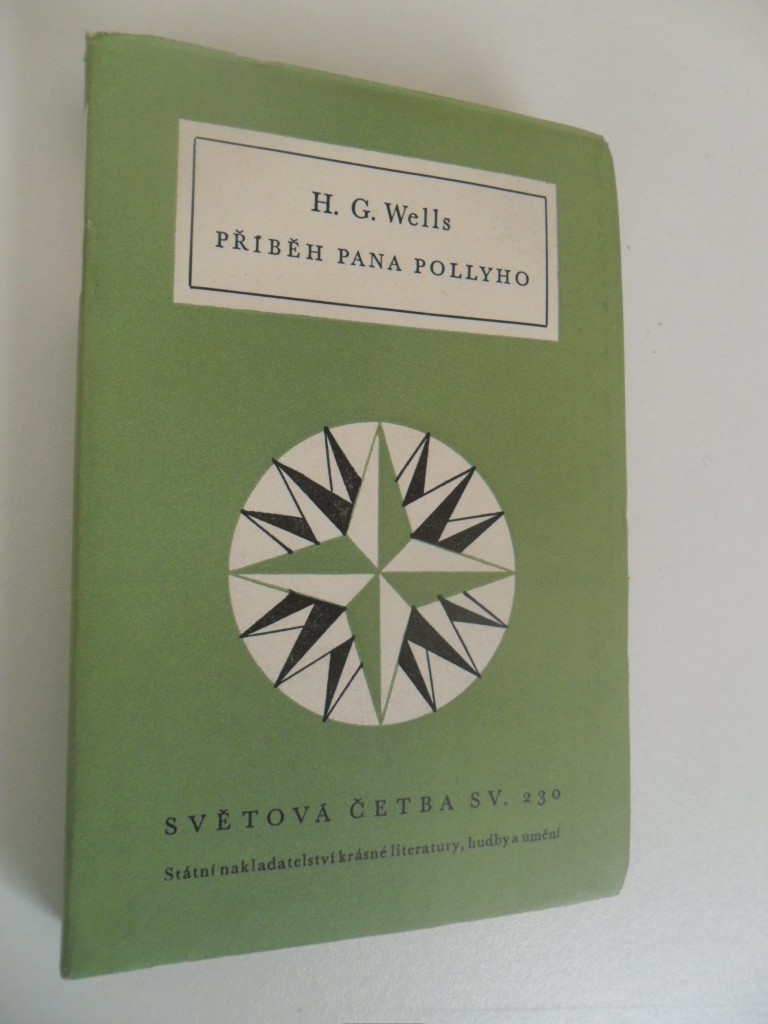 H. G. Wells
PŘÍBĚH PANA POLLYHO
SVĚTOVÁ ČETBA SV. 230
Státní nakladatelství krásné literatury, hudby a umění